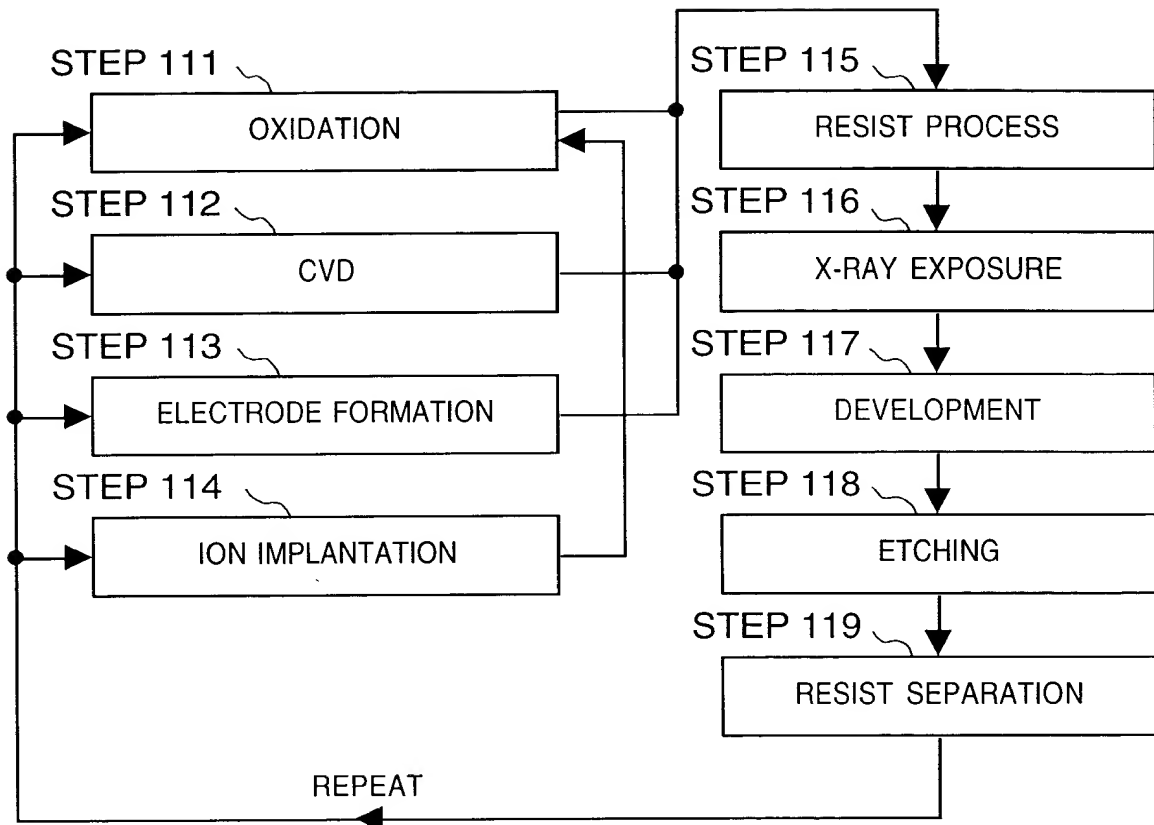 STEP 111
OXIDATION
STEP 112
CVD
STEP 113
ELECTRODE FORMATION
STEP 114
ION IMPLANTATION
STEP 115
RESIST PROCESS
STEP 116
X-RAY EXPOSURE
STEP 117
DEVELOPMENT
STEP 118
ETCHING
STEP 119
RESIST SEPARATION
REPEAT